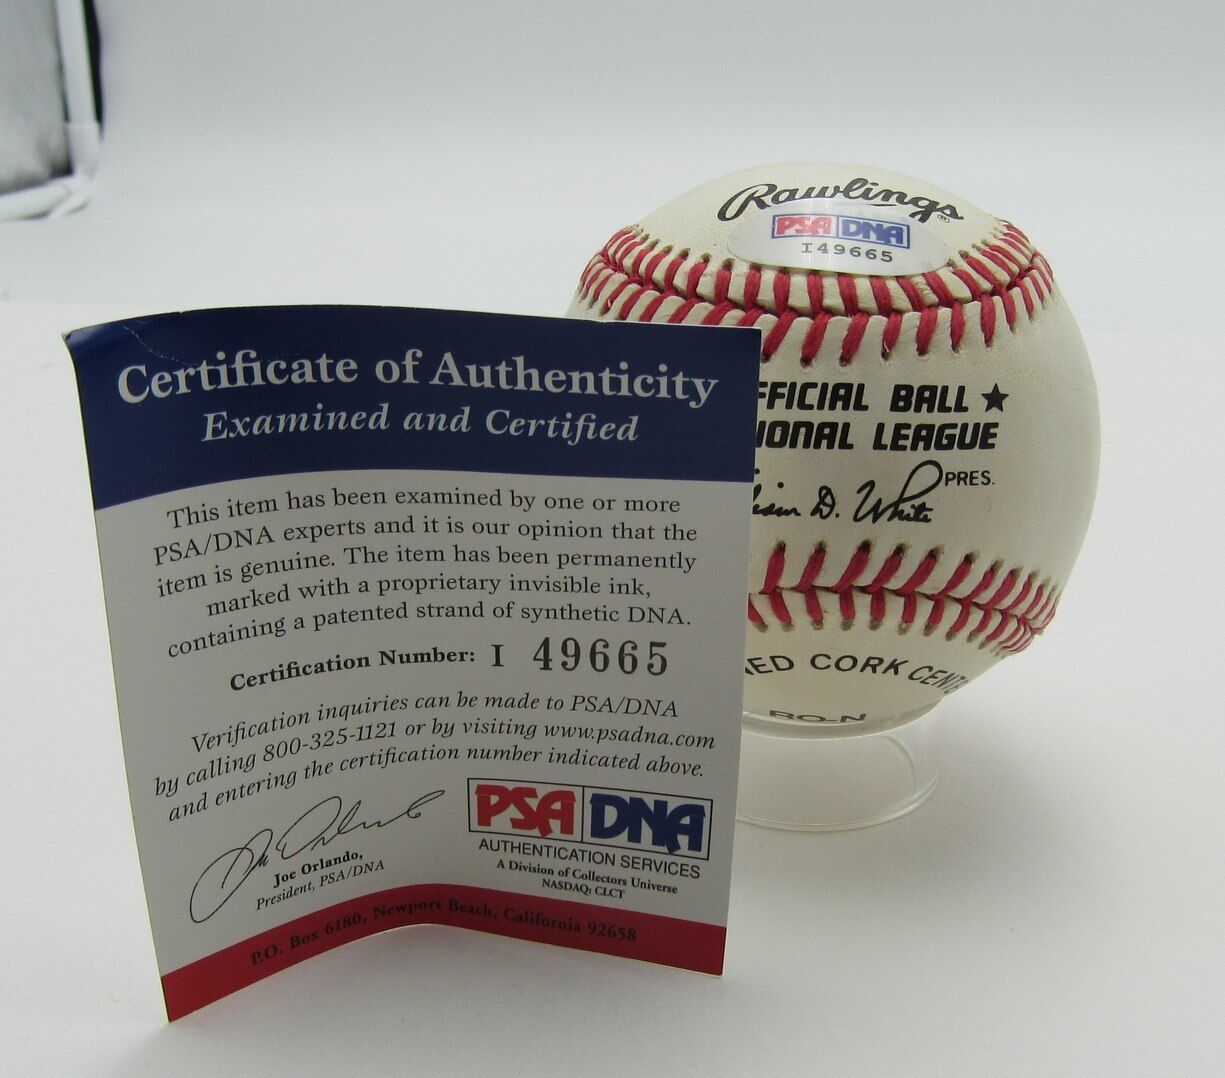 Certificate of Authenticity
Examined and Certified
This item has been examined by one or more
PSA/DNA experts and it is our opinion that the
item is genuine. The item has been permanently
marked with a proprietary invisible ink,
containing a patented strand of synthetic DNA.
Certification Number: I 49665
Verification inquiries can be made to PSA/DNA
by calling 800-325-1121 or by visiting www.psadna.com
and entering the certification number indicated above.
Joe Orlando,
President, PSA/DNA
PSA DNA
AUTHENTICATION SERVICES
A Division of Collectors Universe
NASDAQ: CLCT
P.O. Box 6180, Newport Beach, California 92658
Rawlings®
PSA DNA
I49665
FFICIAL BALL ★
IONAL LEAGUE
D. White PRES.
ED CORK CENTE
RO-N